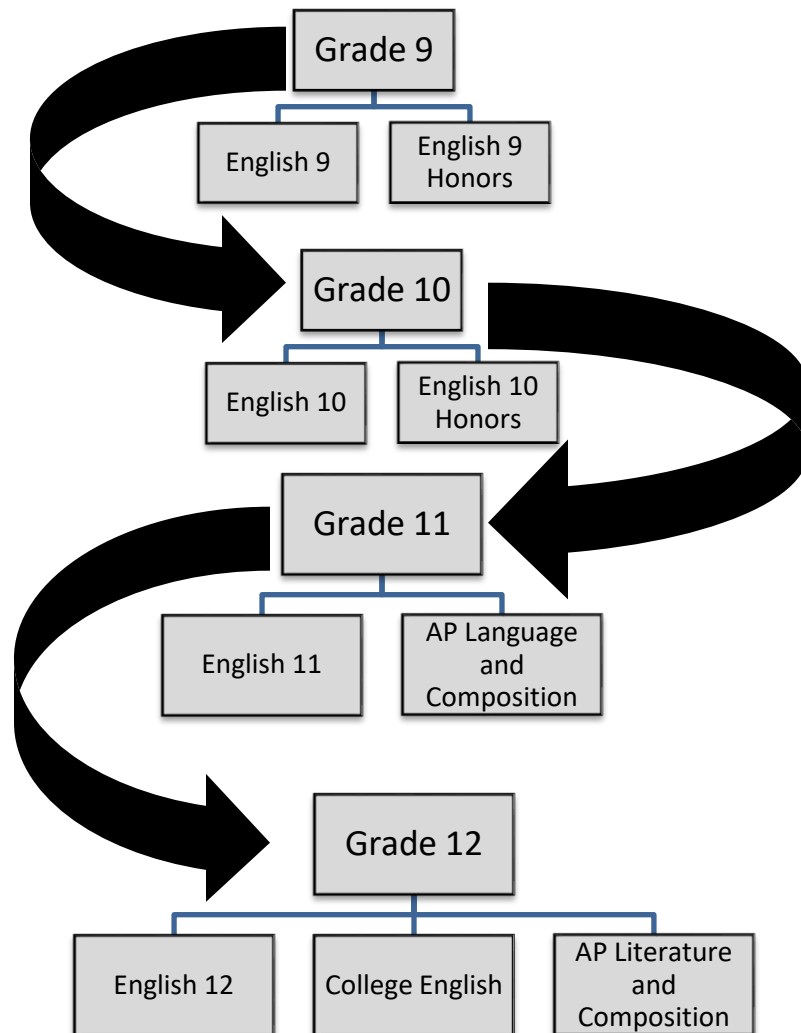 Grade 9
English 9
English 9
Honors
Grade 10
English 10
English 10
Honors
Grade 11
English 11
AP Language
and
Composition
Grade 12
English 12
College English
AP Literature
and
Composition